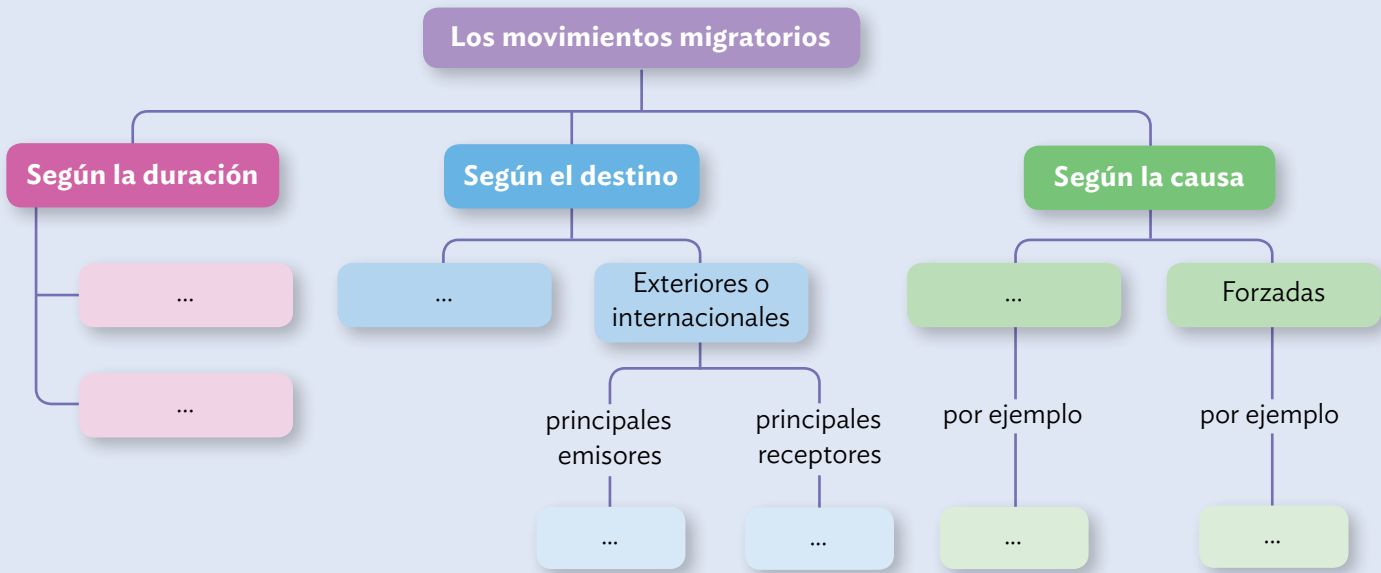 Los movimientos migratorios
Según la duración
Según el destino
Según la causa
...
...
...
Exteriores o
internacionales
principales
emisores
principales
receptores
...
...
...
Forzadas
por ejemplo
por ejemplo
...
...